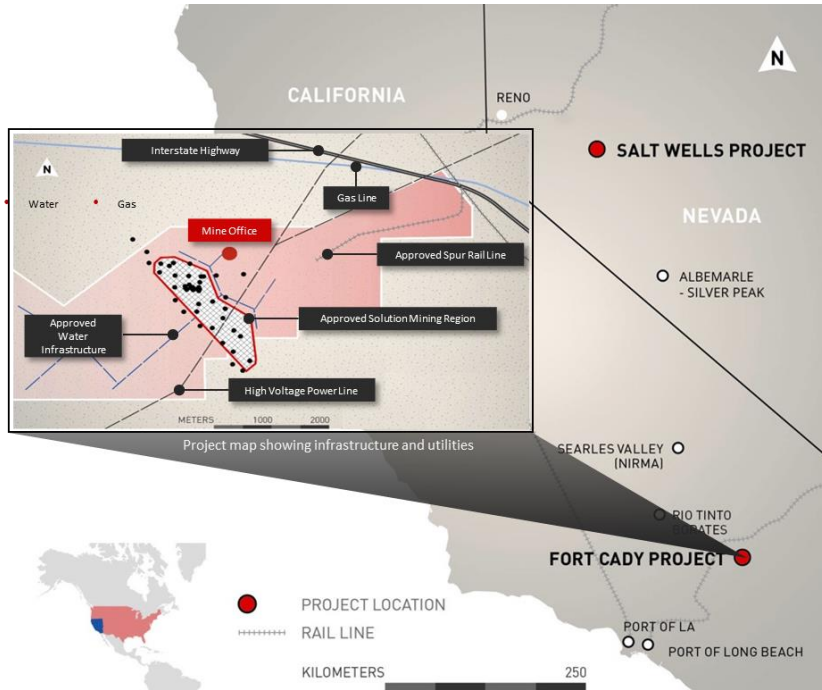 CALIFORNIA
N
RENO
SALT WELLS PROJECT
NEVADA
ALBEMARLE
- SILVER PEAK
Interstate Highway
N
Gas Line
Water
Gas
Mine Office
Approved Spur Rail Line
Approved
Water
Infrastructure
Approved Solution Mining Region
High Voltage Power Line
METERS 1000 2000
Project map showing infrastructure and utilities
SEARLES VALLEY
(NIRMA)
RIO TINTO
BORATES
FORT CADY PROJECT
PORT OF LA
PORT OF LONG BEACH
PROJECT LOCATION
RAIL LINE
KILOMETERS 250